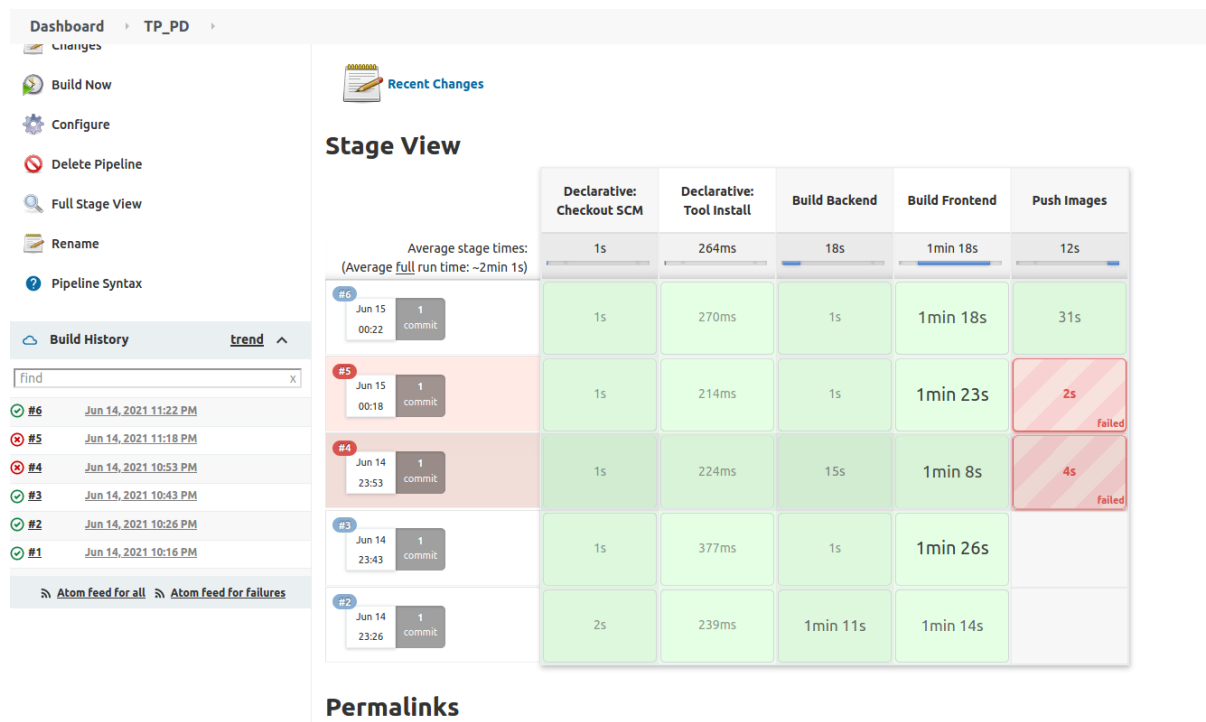 Dashboard TP_PD
Changes
Build Now
Configure
Delete Pipeline
Full Stage View
Rename
Pipeline Syntax
Build History trend
find x
#6 Jun 14, 2021 11:22 PM
#5 Jun 14, 2021 11:18 PM
#4 Jun 14, 2021 10:53 PM
#3 Jun 14, 2021 10:43 PM
#2 Jun 14, 2021 10:26 PM
#1 Jun 14, 2021 10:16 PM
Atom feed for all Atom feed for failures
Recent Changes
Stage View
Declarative: Declarative:
Checkout SCM Tool Install Build Backend Build Frontend Push Images
Average stage times: 1s 264ms 18s 1min 18s 12s
(Average full run time: ~2min 1s)
#6
Jun 15 1
00:22 commit
1s 270ms 1s 1min 18s 31s
#5
Jun 15 1
00:18 commit
1s 214ms 1s 1min 23s 2s
failed
#4
Jun 14 1
23:53 commit
1s 224ms 15s 1min 8s 4s
failed
#3
Jun 14 1
23:43 commit
1s 377ms 1s 1min 26s
#2
Jun 14 1
23:26 commit
2s 239ms 1min 11s 1min 14s
Permalinks